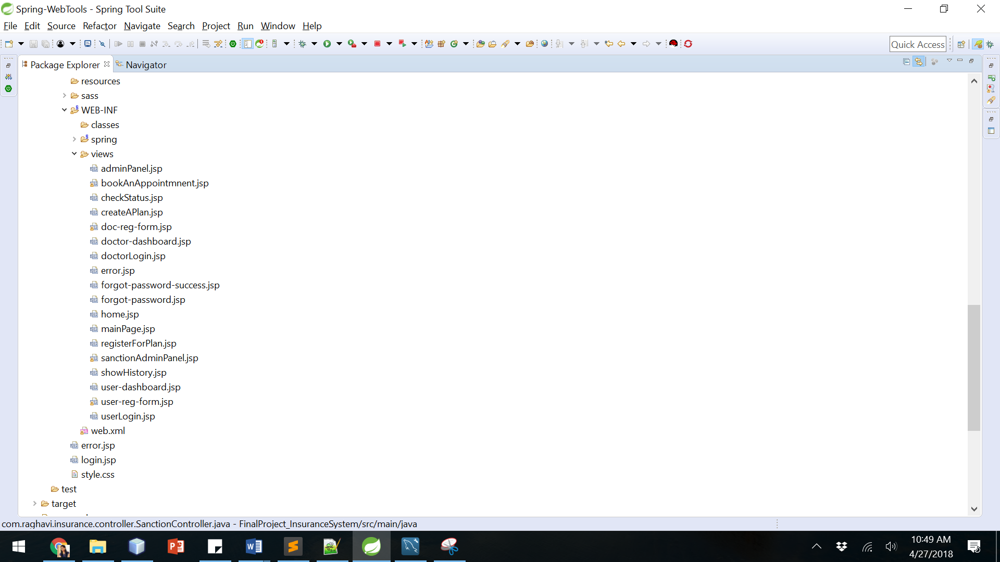 Spring-WebTools - Spring Tool Suite
File Edit Source Refactor Navigate Search Project Run Window Help
Quick Access
Package Explorer Navigator
resources
sass
WEB-INF
classes
spring
views
adminPanel.jsp
bookAnAppointmnent.jsp
checkStatus.jsp
createAPlan.jsp
doc-reg-form.jsp
doctor-dashboard.jsp
doctorLogin.jsp
error.jsp
forgot-password-success.jsp
forgot-password.jsp
home.jsp
mainPage.jsp
registerForPlan.jsp
sanctionAdminPanel.jsp
showHistory.jsp
user-dashboard.jsp
user-reg-form.jsp
userLogin.jsp
web.xml
error.jsp
login.jsp
style.css
test
target
com.raghavi.insurance.controller.SanctionController.java - FinalProject_InsuranceSystem/src/main/java
10:49 AM
4/27/2018